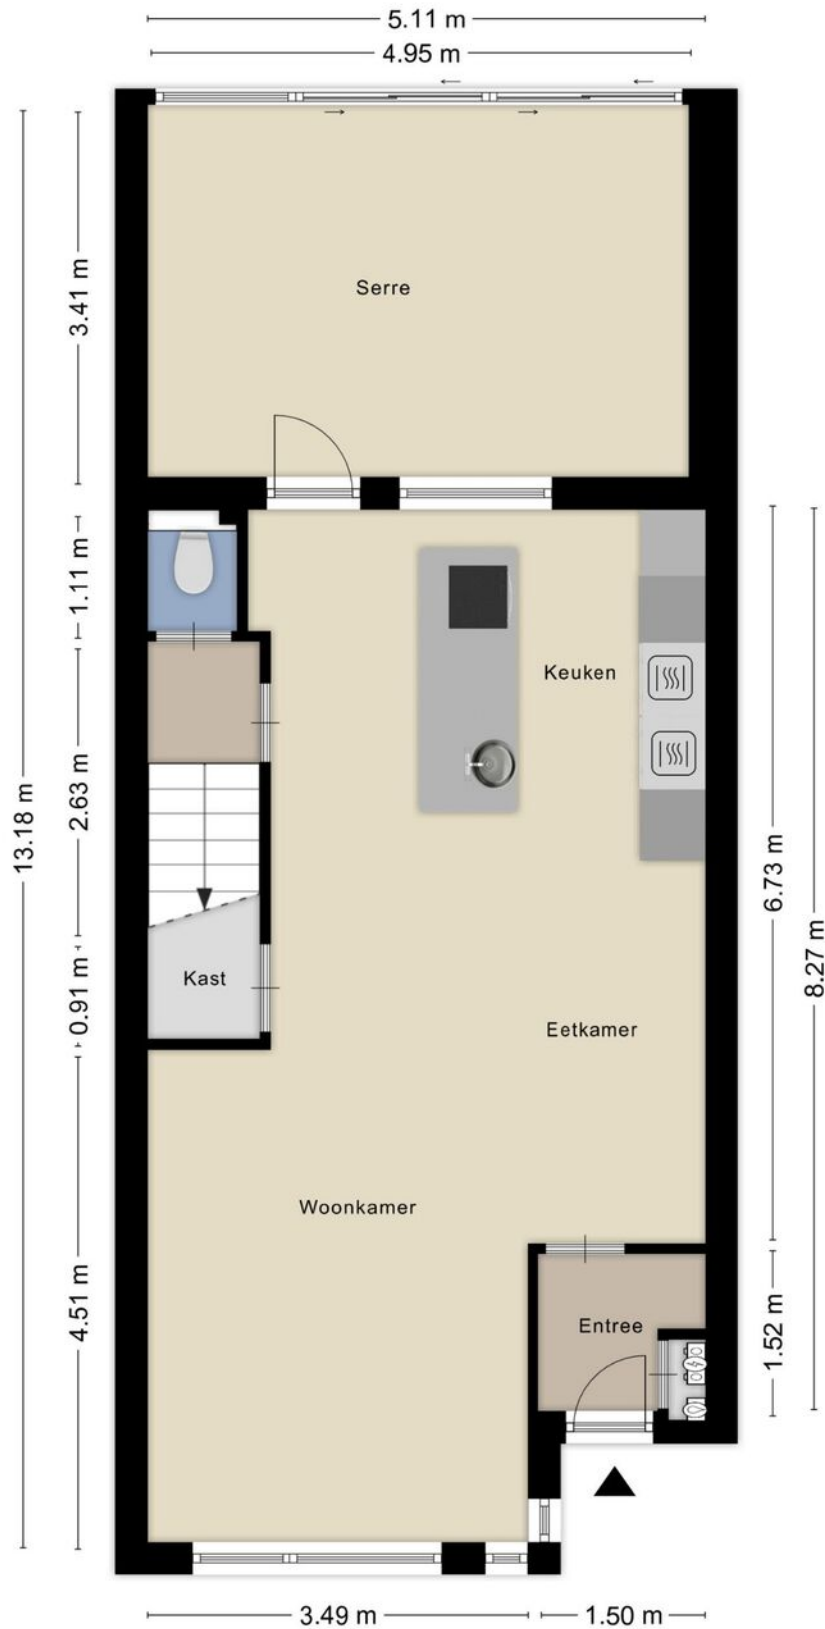 5.11 m
4.95 m
3.41 m
Serre
1.11 m
Keuken
2.63 m
13.18 m
6.73 m
8.27 m
Kast
0.91 m
Eetkamer
Woonkamer
4.51 m
Entree
1.52 m
3.49 m
1.50 m